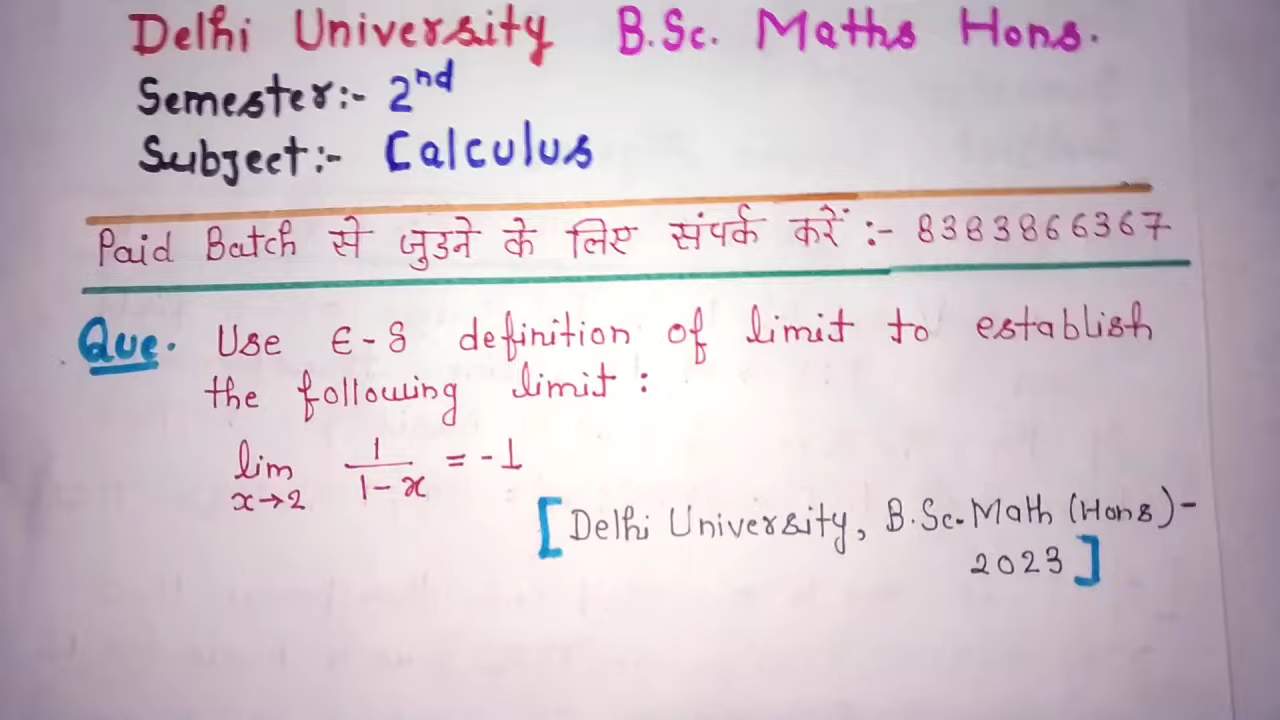 Delhi University B.Sc. Maths Hons.
Semester:- 2nd
Subject:- Calculus
Paid Batch से जुडने के लिए संपर्क करें :- 8383866367
Que. Use ε-δ definition of limit to establish
the following limit :
lim x→2 1/(1-x) = -1
[Delhi University, B.Sc. Math (Hons)-
2023]